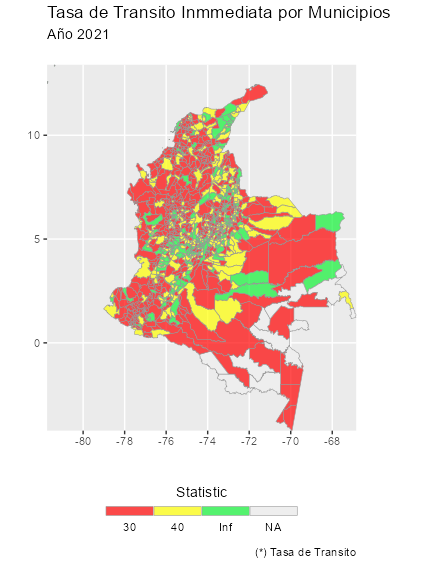 Tasa de Transito Inmmediata por Municipios
Año 2021
10
5
0
-80 -78 -76 -74 -72 -70 -68
Statistic
30 40 Inf NA
(*) Tasa de Transito